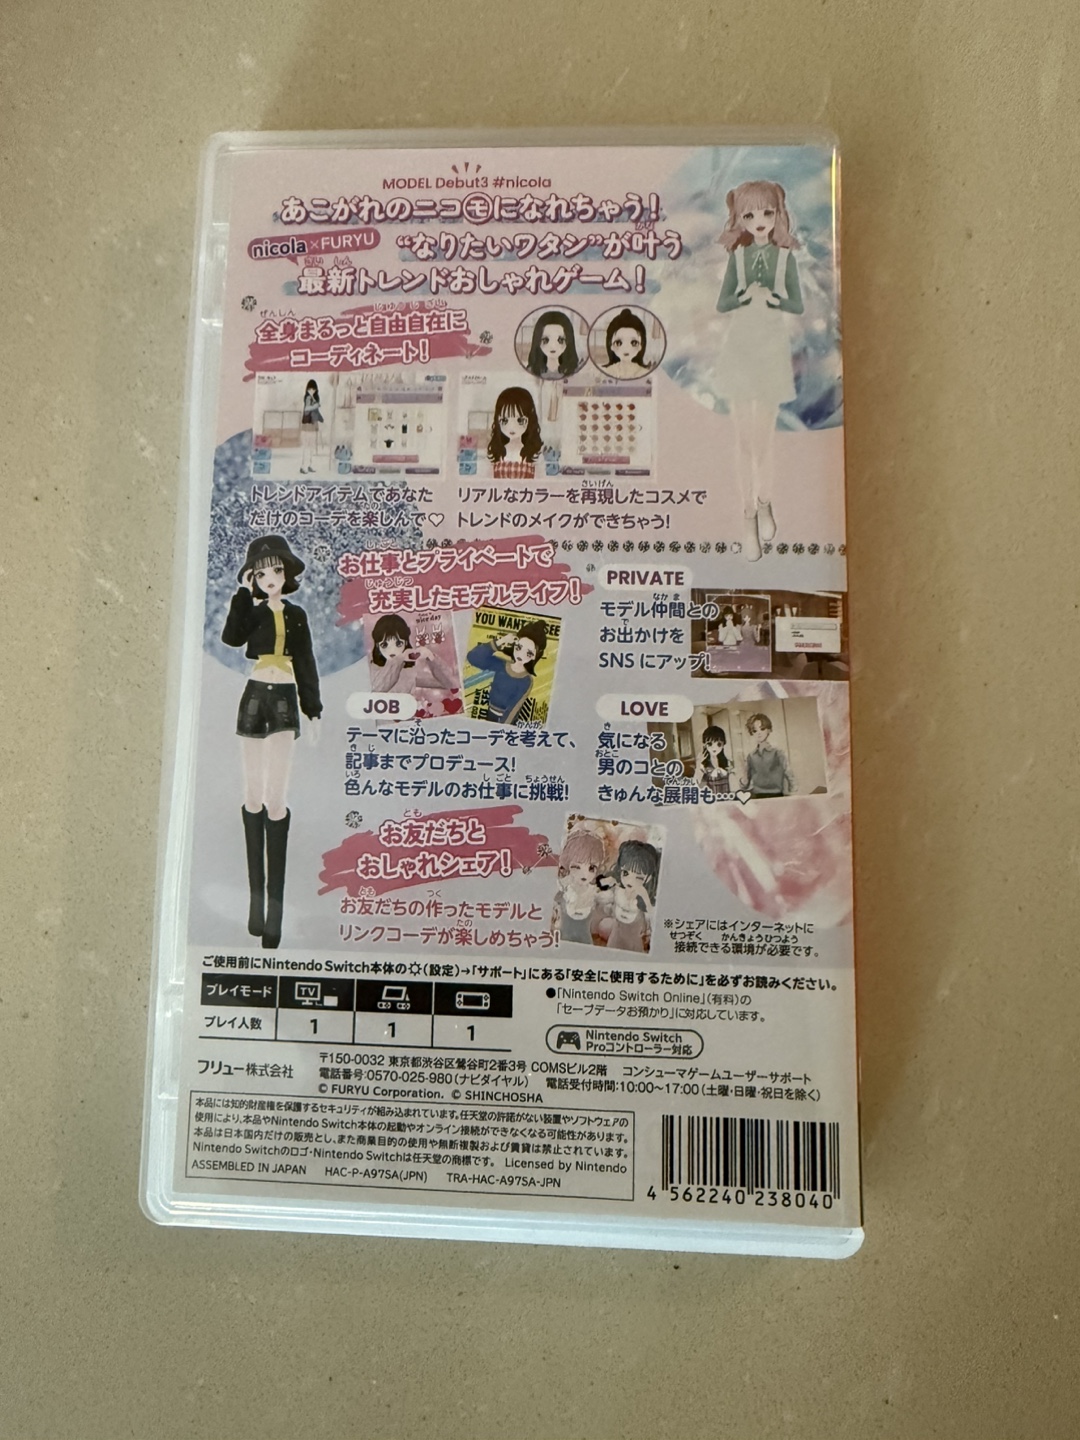 MODEL Debut3 #nicola
あこがれのニコ㋲になれちゃう!
nicola×FURYU "なりたいワタシ"が叶う
最新トレンドおしゃれゲーム!
全身まるっと自由自在に
コーディネート!
トレンドアイテムであなた
だけのコーデを楽しんで♡
リアルなカラーを再現したコスメで
トレンドのメイクができちゃう!
お仕事とプライベートで
充実したモデルライフ!
nice day
YOU WANT SEE
JOB
テーマに沿ったコーデを考えて、
記事までプロデュース!
色んなモデルのお仕事に挑戦!
PRIVATE
モデル仲間との
お出かけを
SNSにアップ!
LOVE
気になる
男のコとの
きゅんな展開も…♡
お友だちと
おしゃれシェア!
お友だちの作ったモデルと
リンクコーデが楽しめちゃう!
※シェアにはインターネットに
接続できる環境が必要です。
ご使用前にNintendo Switch本体の(設定)→「サポート」にある「安全に使用するために」を必ずお読みください。
プレイモード TV
プレイ人数 1 1 1
●「Nintendo Switch Online」(有料)の
「セーブデータお預かり」に対応しています。
Nintendo Switch
Proコントローラー対応
フリュー株式会社
〒150-0032 東京都渋谷区鶯谷町2番3号 COMSビル2階 コンシューマゲームユーザーサポート
電話番号:0570-025-980(ナビダイヤル) 電話受付時間:10:00~17:00(土曜・日曜・祝日を除く)
© FURYU Corporation. © SHINCHOSHA
本品には知的財産権を保護するセキュリティが組み込まれています。任天堂の許諾がない装置やソフトウェアの
使用により、本品やNintendo Switch本体の起動やオンライン接続ができなくなる可能性があります。
本品は日本国内だけの販売とし、また商業目的の使用や無断複製および賃貸は禁止されています。
Nintendo Switchのロゴ・Nintendo Switchは任天堂の商標です。 Licensed by Nintendo
ASSEMBLED IN JAPAN HAC-P-A97SA(JPN) TRA-HAC-A97SA-JPN
4 562240 238040